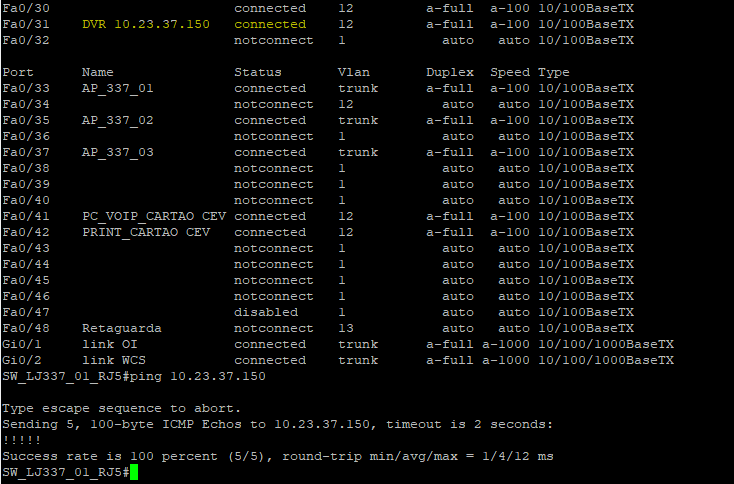 Fa0/30 connected 12 a-full a-100 10/100BaseTX
Fa0/31 DVR 10.23.37.150 connected 12 a-full a-100 10/100BaseTX
Fa0/32 notconnect 1 auto auto 10/100BaseTX
Port Name Status Vlan Duplex Speed Type
Fa0/33 AP_337_01 connected trunk a-full a-100 10/100BaseTX
Fa0/34 notconnect 12 auto auto 10/100BaseTX
Fa0/35 AP_337_02 connected trunk a-full a-100 10/100BaseTX
Fa0/36 notconnect 1 auto auto 10/100BaseTX
Fa0/37 AP_337_03 connected trunk a-full a-100 10/100BaseTX
Fa0/38 notconnect 1 auto auto 10/100BaseTX
Fa0/39 notconnect 1 auto auto 10/100BaseTX
Fa0/40 notconnect 1 auto auto 10/100BaseTX
Fa0/41 PC_VOIP_CARTAO CEV connected 12 a-full a-100 10/100BaseTX
Fa0/42 PRINT_CARTAO CEV connected 12 a-full a-100 10/100BaseTX
Fa0/43 notconnect 1 auto auto 10/100BaseTX
Fa0/44 notconnect 1 auto auto 10/100BaseTX
Fa0/45 notconnect 1 auto auto 10/100BaseTX
Fa0/46 notconnect 1 auto auto 10/100BaseTX
Fa0/47 disabled 1 auto auto 10/100BaseTX
Fa0/48 Retaguarda notconnect 13 auto auto 10/100BaseTX
Gi0/1 link OI connected trunk a-full a-1000 10/100/1000BaseTX
Gi0/2 link WCS connected trunk a-full a-1000 10/100/1000BaseTX
SW_LJ337_01_RJ5#ping 10.23.37.150
Type escape sequence to abort.
Sending 5, 100-byte ICMP Echos to 10.23.37.150, timeout is 2 seconds:
!!!!!
Success rate is 100 percent (5/5), round-trip min/avg/max = 1/4/12 ms
SW_LJ337_01_RJ5#